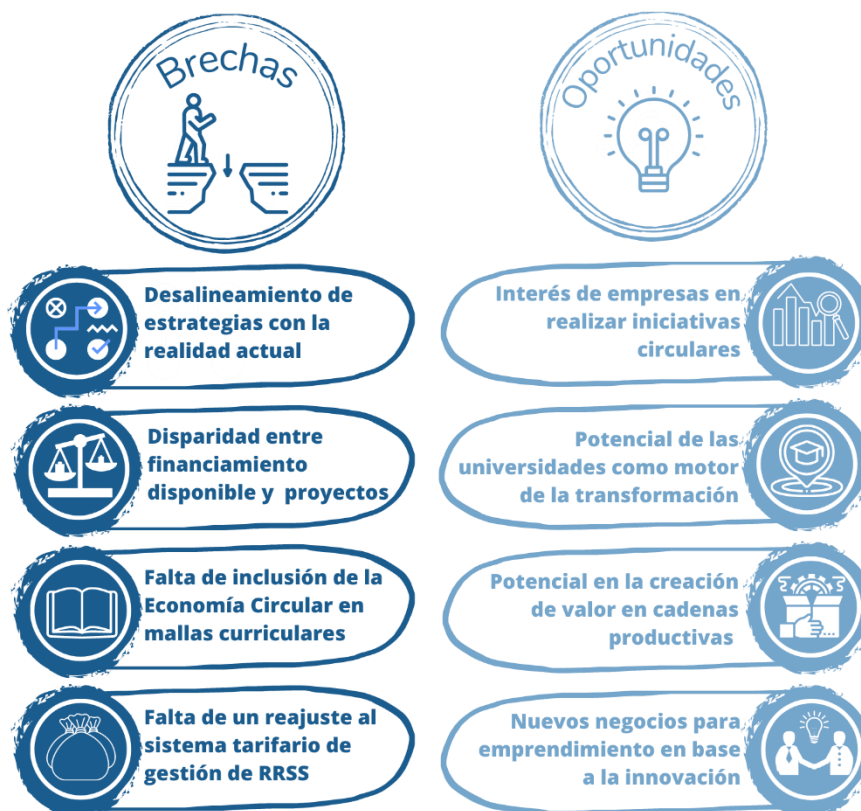 Brechas
Desalineamiento de
estrategias con la
realidad actual
Disparidad entre
financiamiento
disponible y proyectos
Falta de inclusión de la
Economía Circular en
mallas curriculares
Falta de un reajuste al
sistema tarifario de
gestión de RRSS
Oportunidades
Interés de empresas en
realizar iniciativas
circulares
Potencial de las
universidades como motor
de la transformación
Potencial en la creación
de valor en cadenas
productivas
Nuevos negocios para
emprendimiento en base
a la innovación